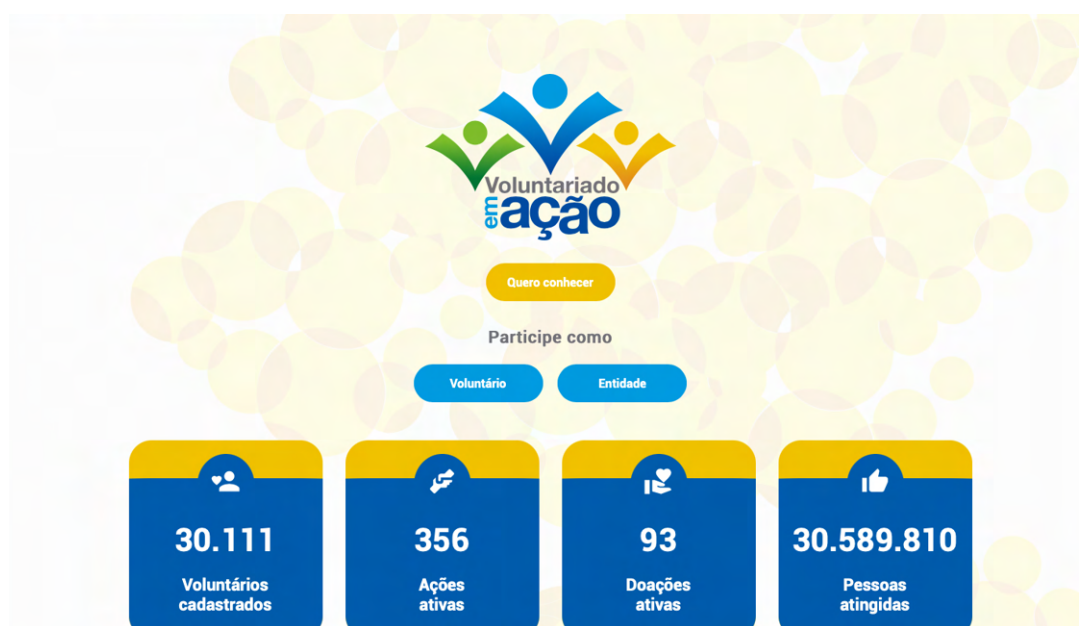 Voluntariado
em ação
Quero conhecer
Participe como
Voluntário Entidade
30.111 356 93 30.589.810
Voluntários Ações Doações Pessoas
cadastrados ativas ativas atingidas